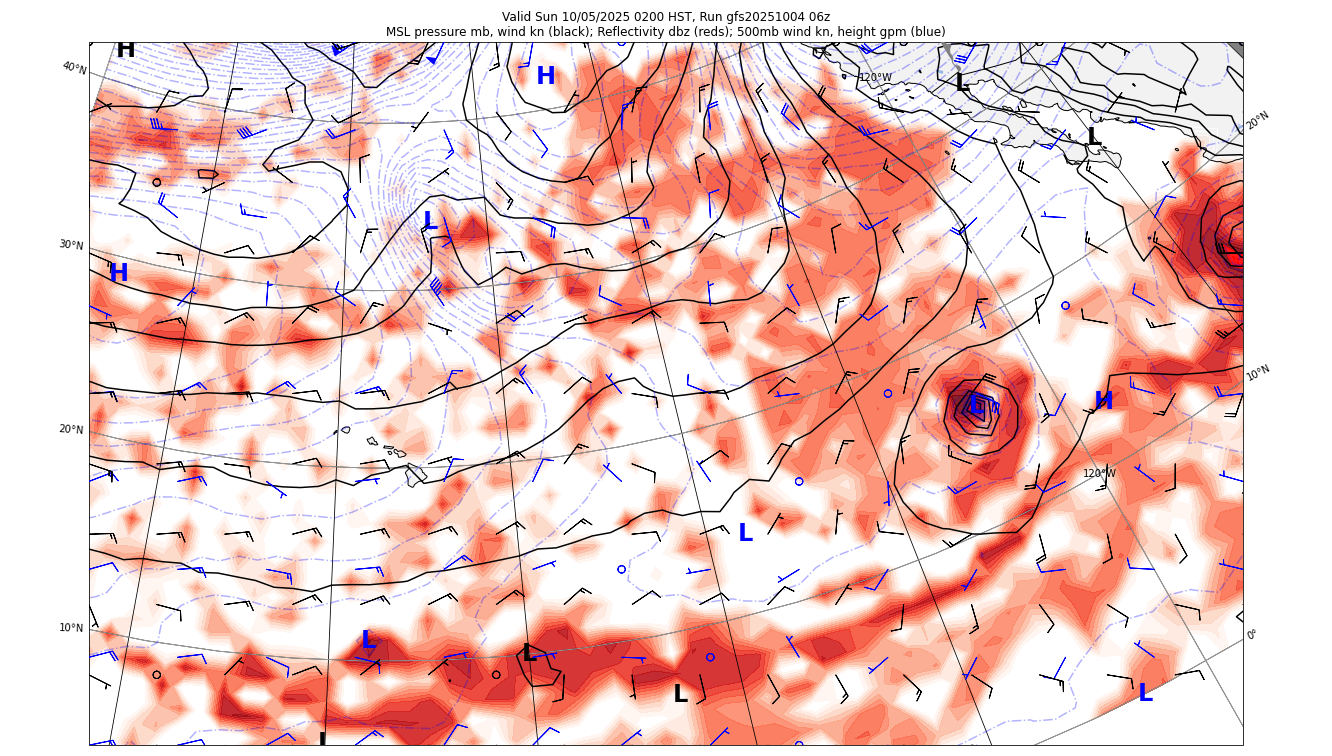 Valid Sun 10/05/2025 0200 HST, Run gfs20251004 06z
MSL pressure mb, wind kn (black); Reflectivity dbz (reds); 500mb wind kn, height gpm (blue)
H
40°N
H
120°W
L
20°N
L
30°N
L
H
10°N
L
H
20°N
120°W
L
10°N
0°
L
L
L
L
L